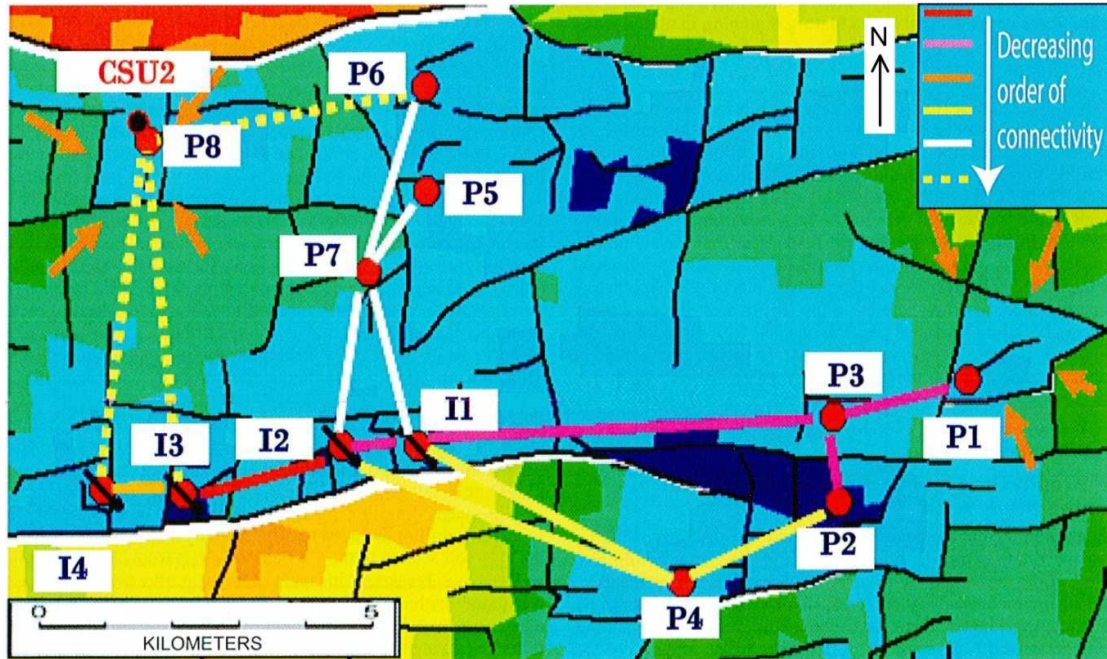 N
Decreasing
order of
connectivity
CSU2
P6
P8
P5
P7
P3
I1
P1
I3
I2
P2
I4
P4
0 5
KILOMETERS